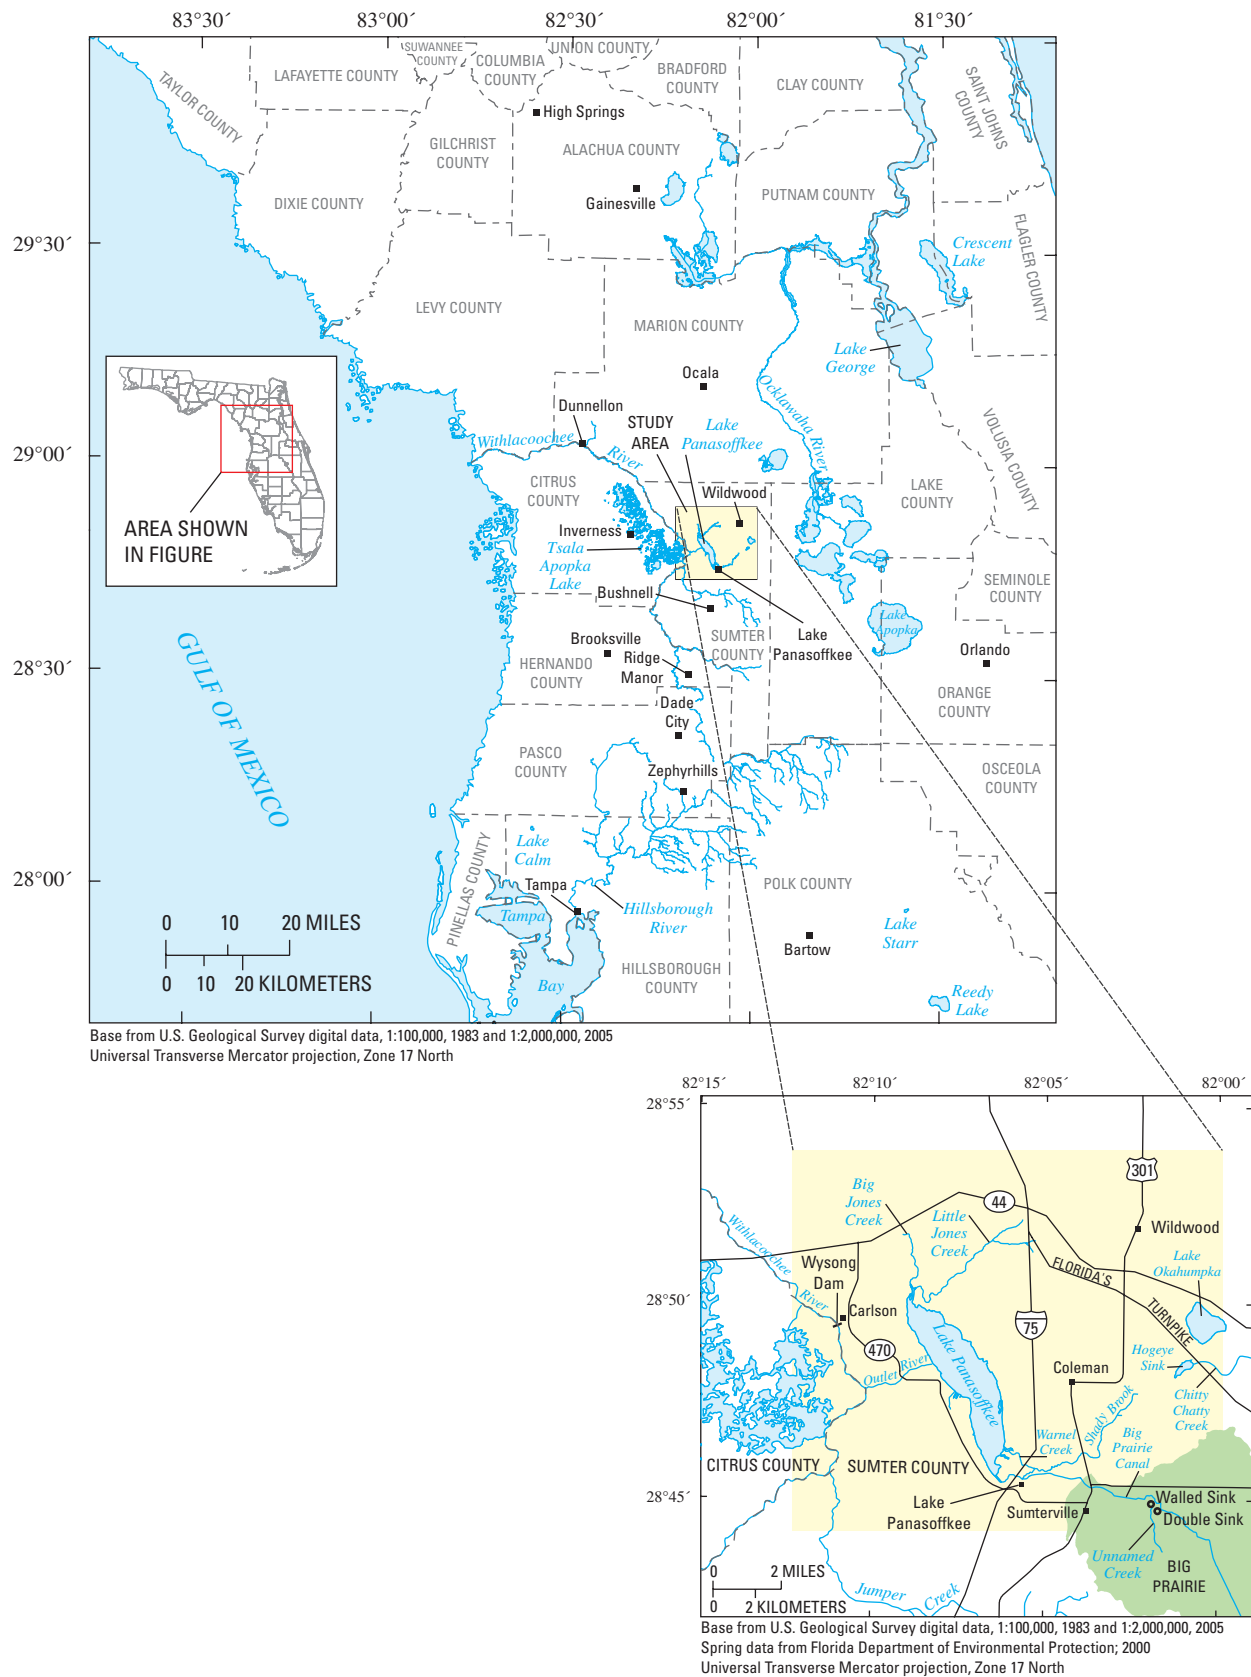 83°30´
83°00´
82°30´
82°00´
81°30´
29°30´
29°00´
28°30´
28°00´
TAYLOR COUNTY
LAFAYETTE COUNTY
SUWANNEE
COUNTY
COLUMBIA
COUNTY
UNION COUNTY
BRADFORD
COUNTY
CLAY COUNTY
SAINT JOHNS
COUNTY
High Springs
GILCHRIST
COUNTY
ALACHUA COUNTY
DIXIE COUNTY
Gainesville
PUTNAM COUNTY
FLAGLER COUNTY
Crescent
Lake
LEVY COUNTY
MARION COUNTY
Lake
George
Ocala
Ocklawaha River
Dunnellon
STUDY
AREA
Lake
Panasoffkee
Withlacoochee
River
VOLUSIA COUNTY
CITRUS
COUNTY
LAKE
COUNTY
Wildwood
Inverness
Tsala
Apopka
Lake
AREA SHOWN
IN FIGURE
SEMINOLE
COUNTY
Bushnell
Lake
Apopka
SUMTER
COUNTY
Lake
Panasoffkee
Orlando
Brooksville
Ridge
Manor
HERNANDO
COUNTY
ORANGE
COUNTY
GULF OF MEXICO
Dade
City
PASCO
COUNTY
Zephyrhills
OSCEOLA
COUNTY
Lake
Calm
PINELLAS COUNTY
Tampa
POLK COUNTY
Tampa
Bay
Hillsborough
River
Lake
Starr
Bartow
HILLSBOROUGH
COUNTY
Reedy
Lake
0 10 20 MILES
0 10 20 KILOMETERS
Base from U.S. Geological Survey digital data, 1:100,000, 1983 and 1:2,000,000, 2005
Universal Transverse Mercator projection, Zone 17 North
82°15´
82°10´
82°05´
82°00´
28°55´
28°50´
28°45´
301
44
Big
Jones
Creek
Little
Jones
Creek
Wildwood
Withlacoochee
River
Wysong
Dam
Carlson
Lake
Okahumpka
FLORIDA'S
TURNPIKE
75
470
Lake Panasoffkee
Outlet River
Coleman
Hogeye
Sink
Chitty
Chatty
Creek
Shady Brook
Warnel
Creek
Big
Prairie
Canal
CITRUS COUNTY
SUMTER COUNTY
Lake
Panasoffkee
Sumterville
Walled Sink
Double Sink
Unnamed
Creek
BIG
PRAIRIE
Jumper Creek
0 2 MILES
0 2 KILOMETERS
Base from U.S. Geological Survey digital data, 1:100,000, 1983 and 1:2,000,000, 2005
Spring data from Florida Department of Environmental Protection; 2000
Universal Transverse Mercator projection, Zone 17 North